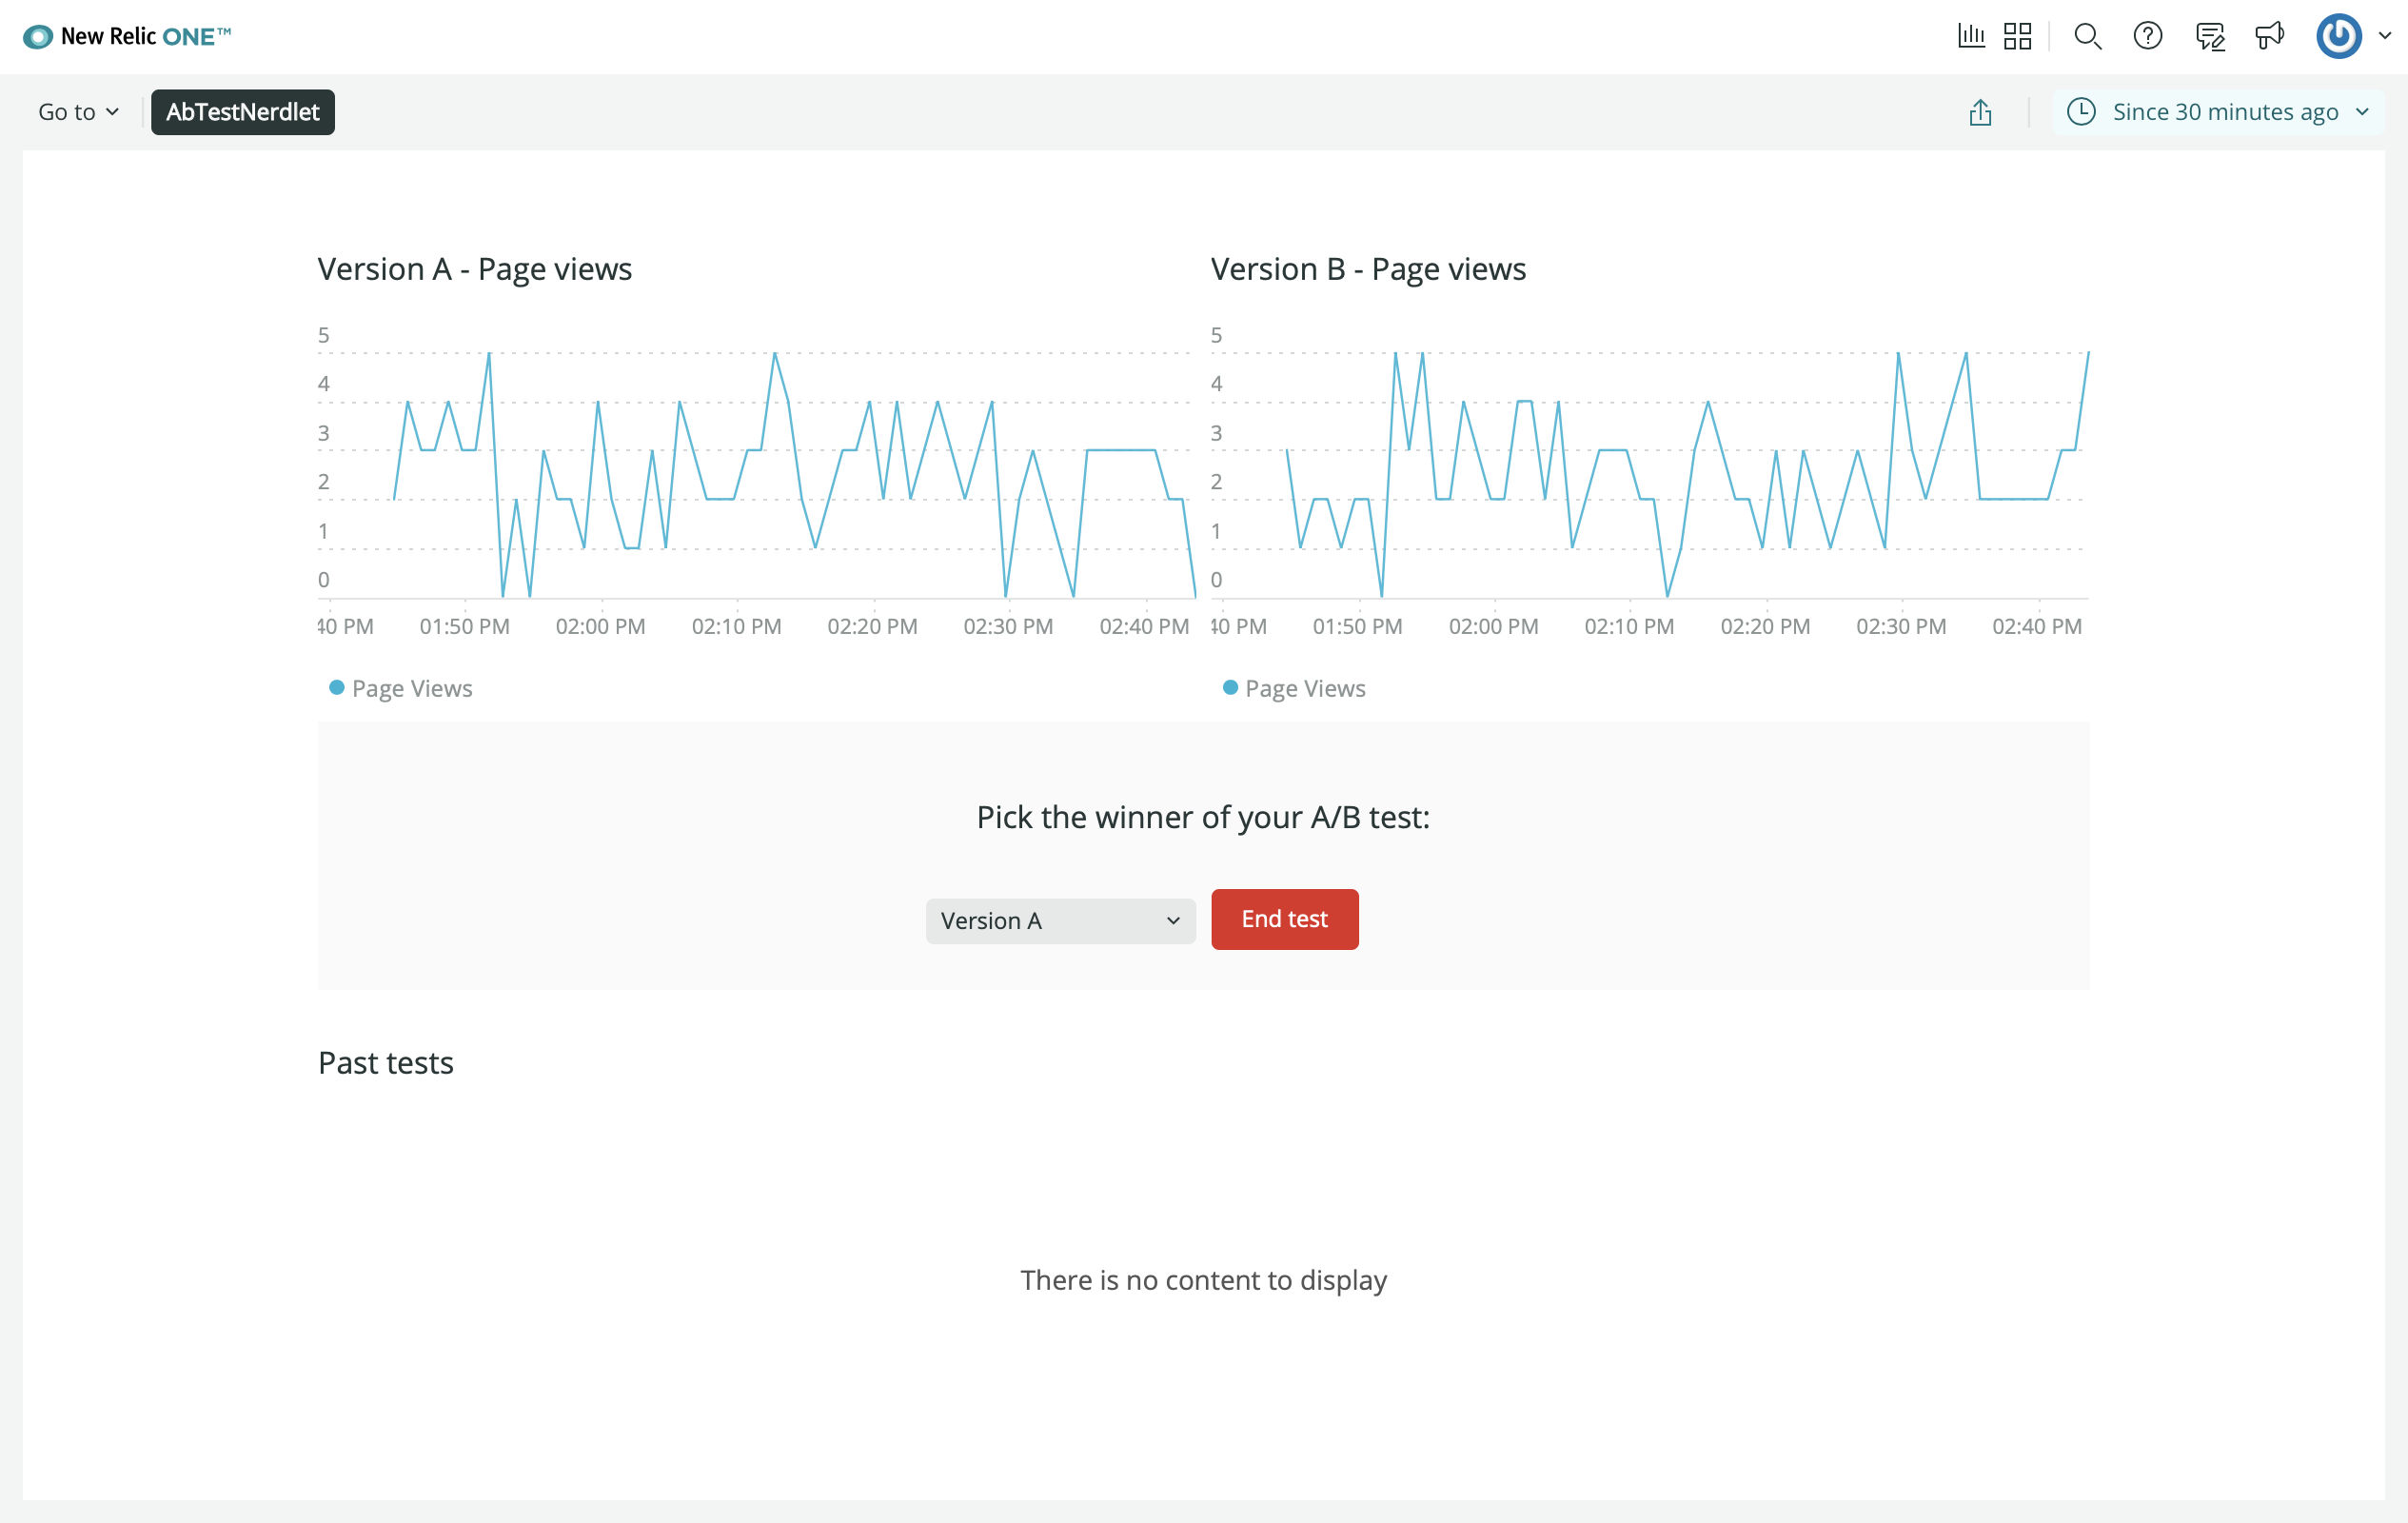 New Relic ONE™
Go to
AbTestNerdlet
Since 30 minutes ago
Version A - Page views
5
4
3
2
1
0
40 PM 01:50 PM 02:00 PM 02:10 PM 02:20 PM 02:30 PM 02:40 PM
Page Views
Version B - Page views
5
4
3
2
1
0
40 PM 01:50 PM 02:00 PM 02:10 PM 02:20 PM 02:30 PM 02:40 PM
Page Views
Pick the winner of your A/B test:
Version A
End test
Past tests
There is no content to display